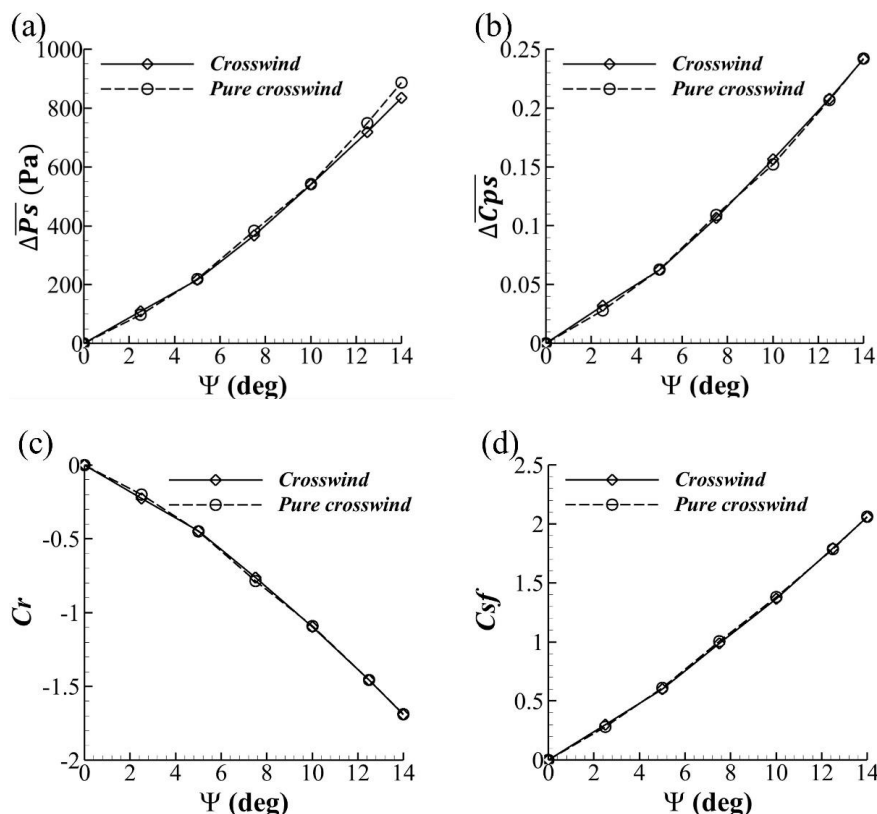 (a)
1000
800
600
400
200
0
ΔPs (Pa)
Crosswind
Pure crosswind
0 2 4 6 8 10 12 14
Ψ (deg)
(b)
0.25
0.2
0.15
0.1
0.05
0
ΔCps
Crosswind
Pure crosswind
0 2 4 6 8 10 12 14
Ψ (deg)
(c)
0
-0.5
-1
-1.5
-2
Cr
Crosswind
Pure crosswind
0 2 4 6 8 10 12 14
Ψ (deg)
(d)
2.5
2
1.5
1
0.5
0
Csf
Crosswind
Pure crosswind
0 2 4 6 8 10 12 14
Ψ (deg)